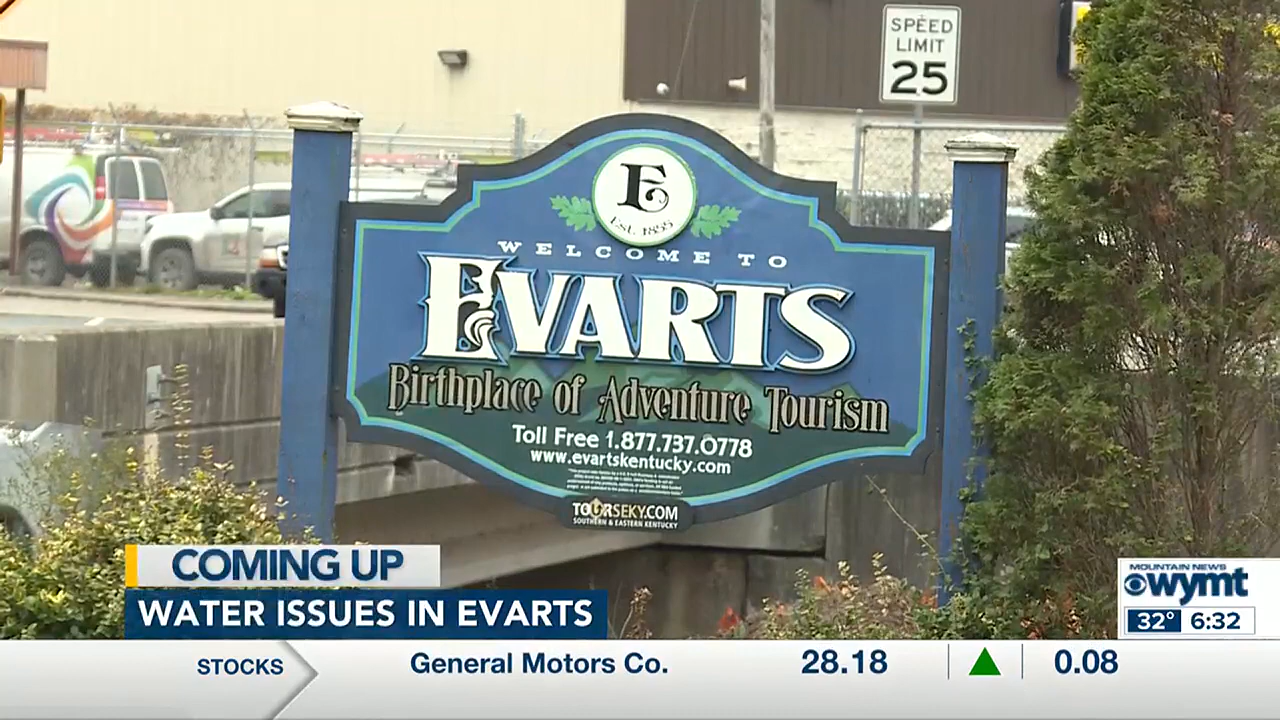 SPEED
LIMIT
25
E
EST. 1855
WELCOME TO
EVARTS
Birthplace of Adventure Tourism
Toll Free 1.877.737.0778
www.evartskentucky.com
TOURSEKY.COM
SOUTHERN & EASTERN KENTUCKY
COMING UP
WATER ISSUES IN EVARTS
MOUNTAIN NEWS
wymt
32° 6:32
STOCKS General Motors Co. 28.18 0.08